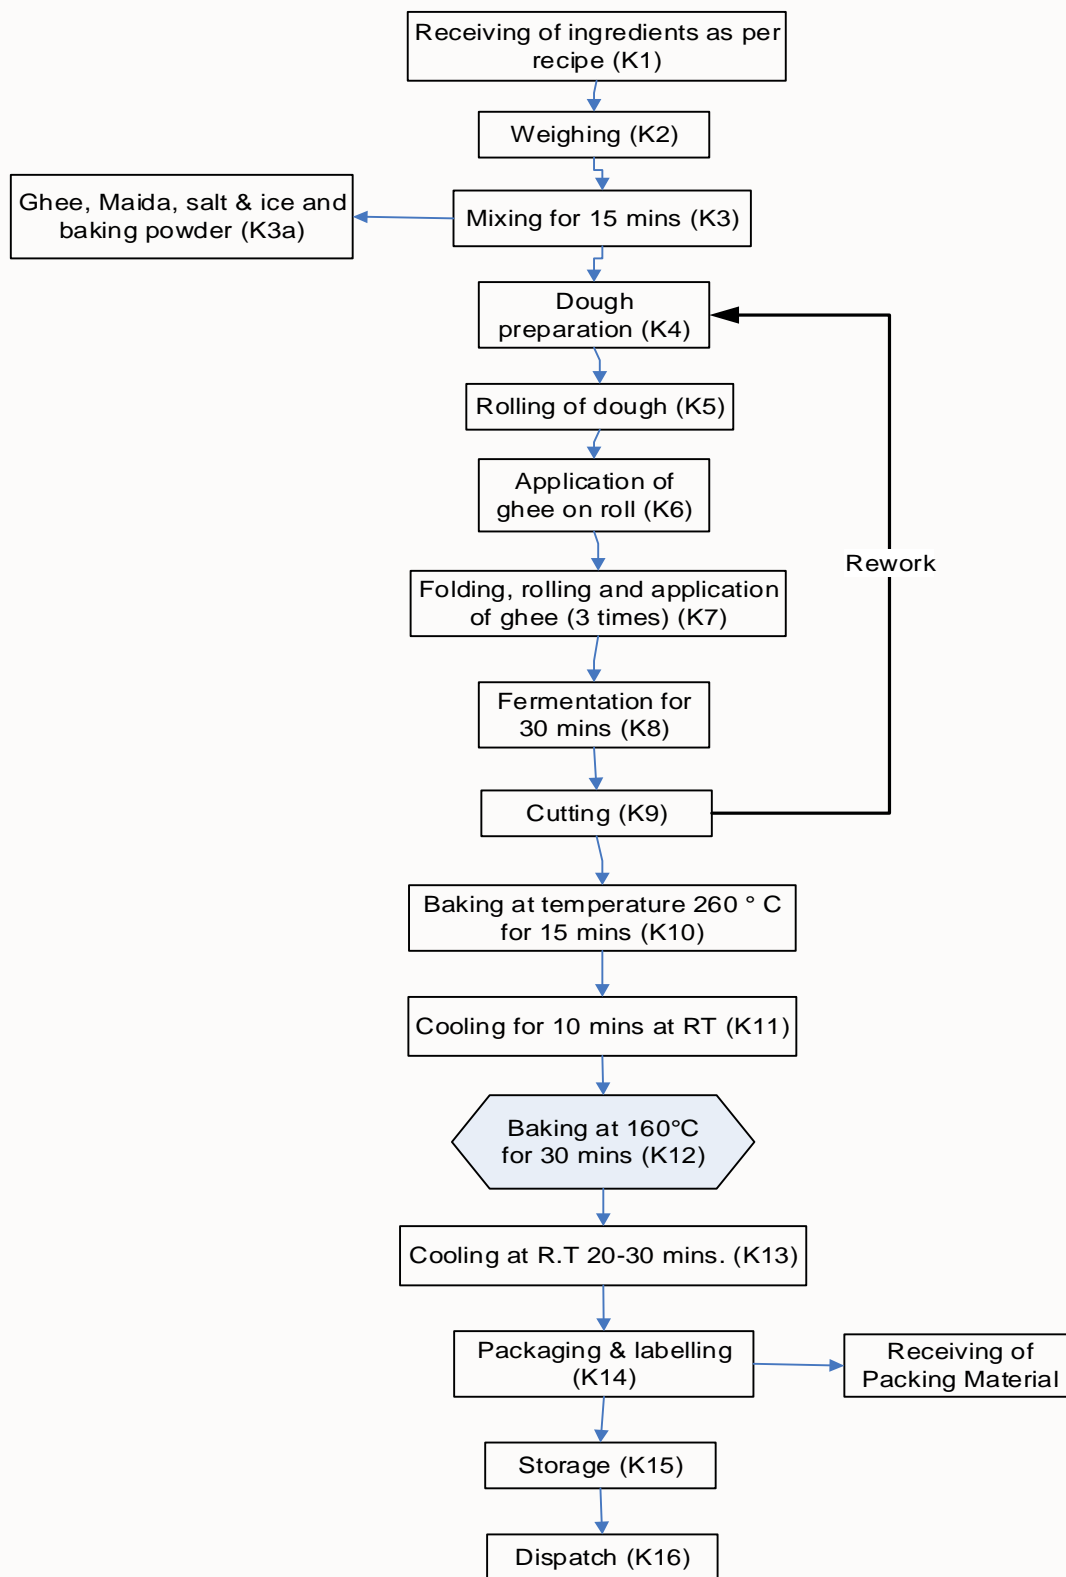 Receiving of ingredients as per
recipe (K1)
Weighing (K2)
Ghee, Maida, salt & ice and
baking powder (K3a)
Mixing for 15 mins (K3)
Dough
preparation (K4)
Rolling of dough (K5)
Application of
ghee on roll (K6)
Rework
Folding, rolling and application
of ghee (3 times) (K7)
Fermentation for
30 mins (K8)
Cutting (K9)
Baking at temperature 260 ° C
for 15 mins (K10)
Cooling for 10 mins at RT (K11)
Baking at 160°C
for 30 mins (K12)
Cooling at R.T 20-30 mins. (K13)
Packaging & labelling
(K14)
Receiving of
Packing Material
Storage (K15)
Dispatch (K16)